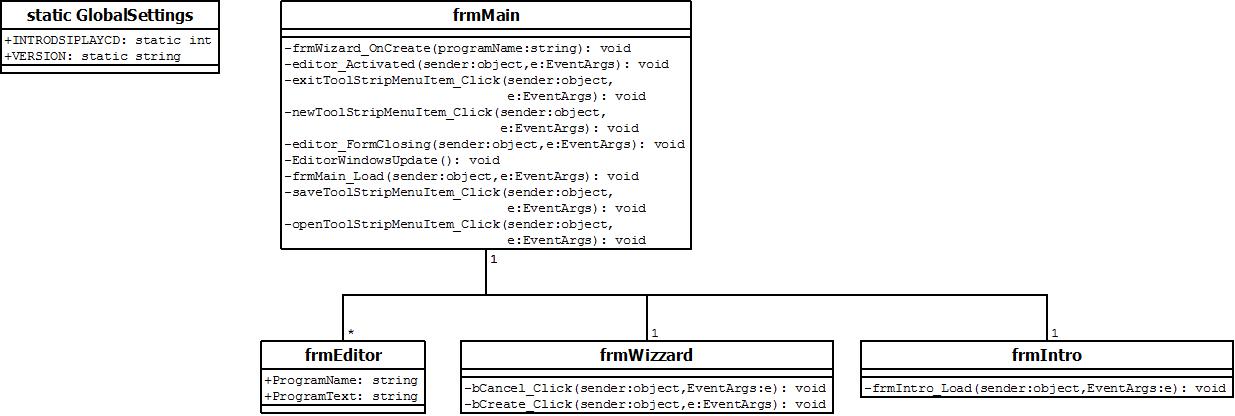 static GlobalSettings
+INTRODSIPLAYCD: static int
+VERSION: static string
frmMain
-frmWizard_OnCreate(programName:string): void
-editor_Activated(sender:object,e:EventArgs): void
-exitToolStripMenuItem_Click(sender:object,
e:EventArgs): void
-newToolStripMenuItem_Click(sender:object,
e:EventArgs): void
-editor_FormClosing(sender:object,e:EventArgs): void
-EditorWindowsUpdate(): void
-frmMain_Load(sender:object,e:EventArgs): void
-saveToolStripMenuItem_Click(sender:object,
e:EventArgs): void
-openToolStripMenuItem_Click(sender:object,
e:EventArgs): void
1
*
1
1
frmEditor
+ProgramName: string
+ProgramText: string
frmWizzard
-bCancel_Click(sender:object,EventArgs:e): void
-bCreate_Click(sender:object,e:EventArgs): void
frmIntro
-frmIntro_Load(sender:object,EventArgs:e): void